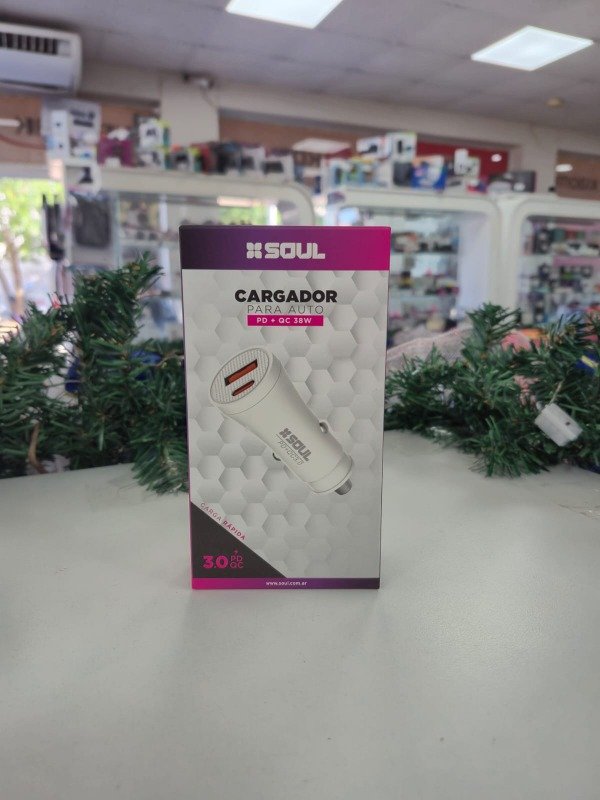 SOUL
CARGADOR
PARA AUTO
PD + QC 38W
SOUL
CARGA RÁPIDA
3.0
+
PD
QC
www.soul.com.ar